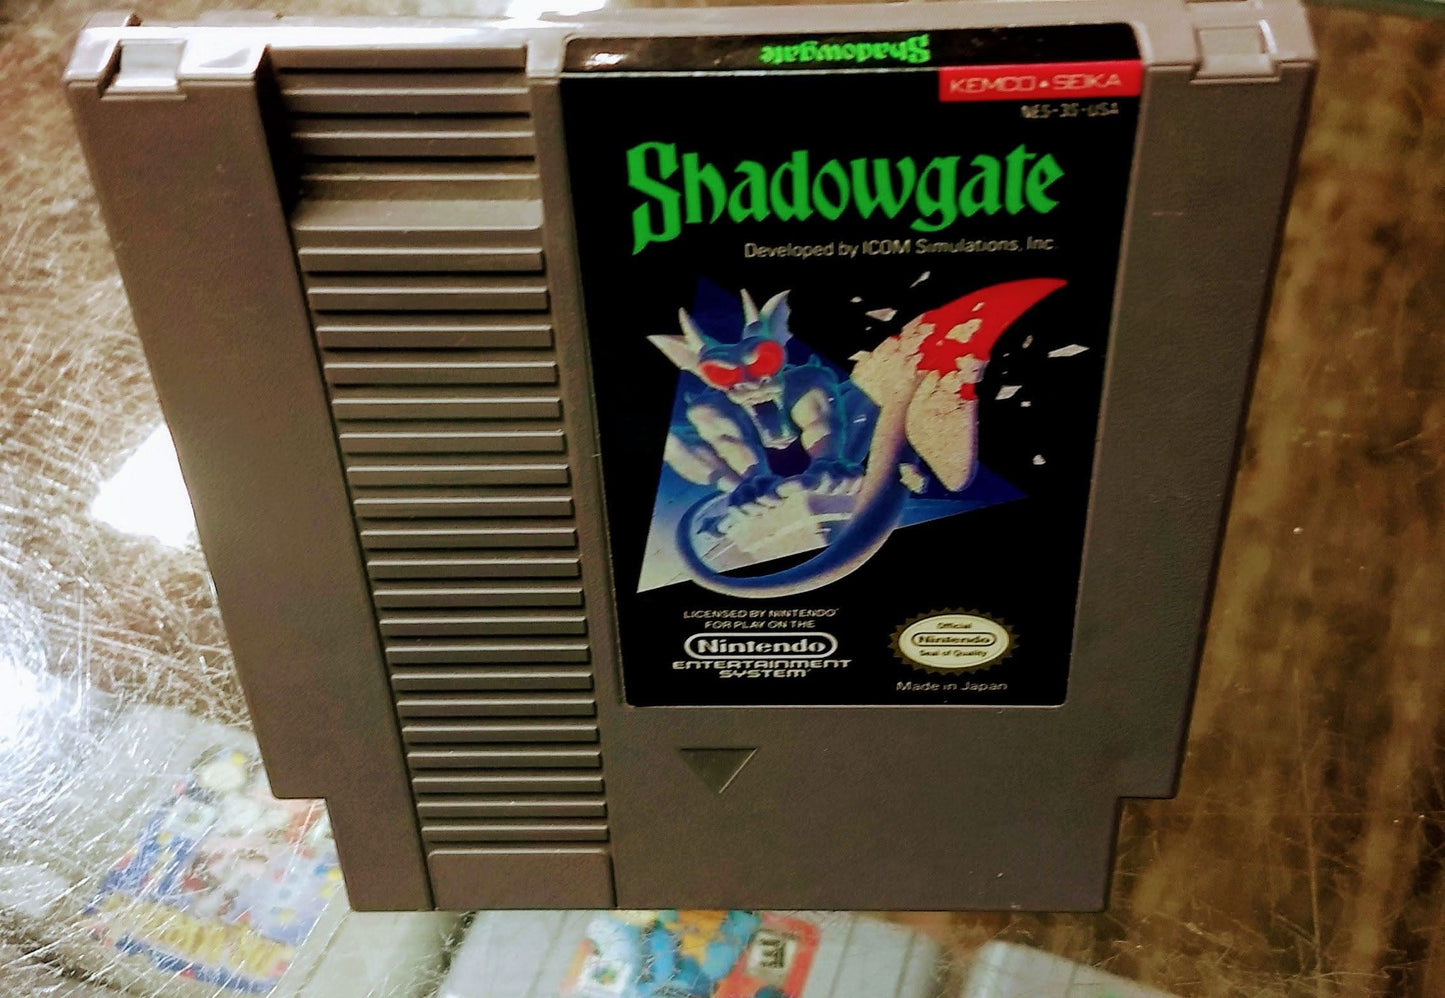 Shadowgate
KEMCO • SEIKA
NES-3S-USA
Shadowgate
Developed by ICOM Simulations, Inc.
LICENSED BY NINTENDO
FOR PLAY ON THE
Nintendo
ENTERTAINMENT
SYSTEM
Official
Nintendo
Seal of Quality
Made in Japan